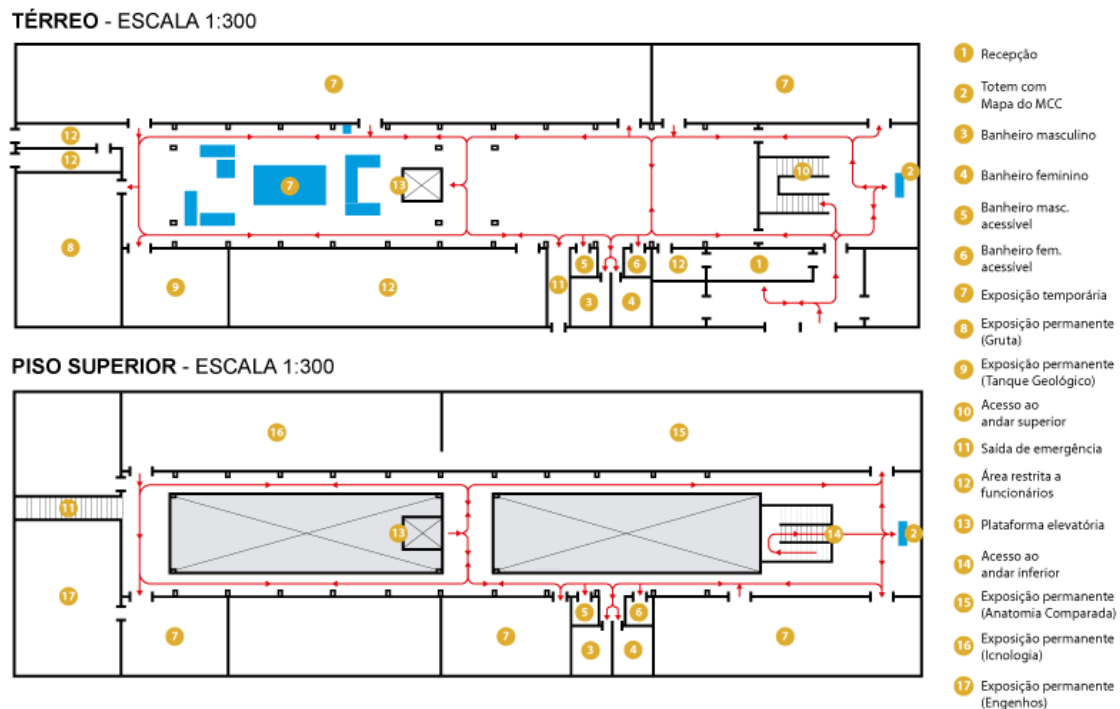 TÉRREO - ESCALA 1:300
7
7
12
12
10
2
7
13
8
5
6
12
1
9
12
11
3
4
PISO SUPERIOR - ESCALA 1:300
16
15
11
13
14
2
17
5
6
7
7
7
3
4
1 Recepção
2 Totem com
Mapa do MCC
3 Banheiro masculino
4 Banheiro feminino
5 Banheiro masc.
acessível
6 Banheiro fem.
acessível
7 Exposição temporária
8 Exposição permanente
(Gruta)
9 Exposição permanente
(Tanque Geológico)
10 Acesso ao
andar superior
11 Saída de emergência
12 Área restrita a
funcionários
13 Plataforma elevatória
14 Acesso ao
andar inferior
15 Exposição permanente
(Anatomia Comparada)
16 Exposição permanente
(Icnologia)
17 Exposição permanente
(Engenhos)